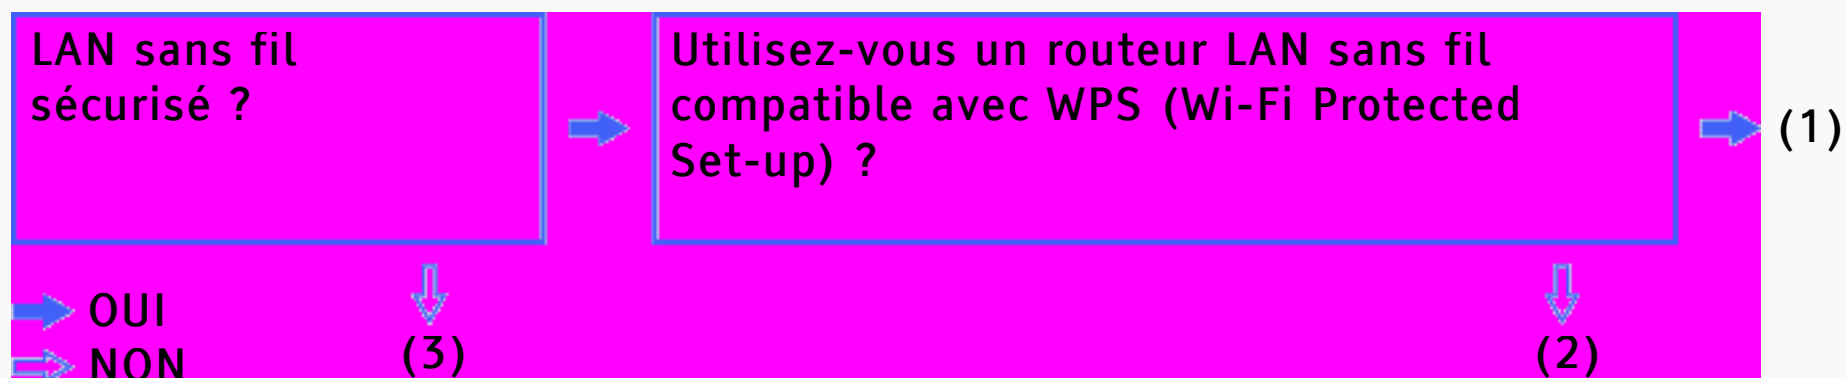 LAN sans fil
sécurisé ?
Utilisez-vous un routeur LAN sans fil
compatible avec WPS (Wi-Fi Protected
Set-up) ?
(1)
OUI
NON
(3)
(2)